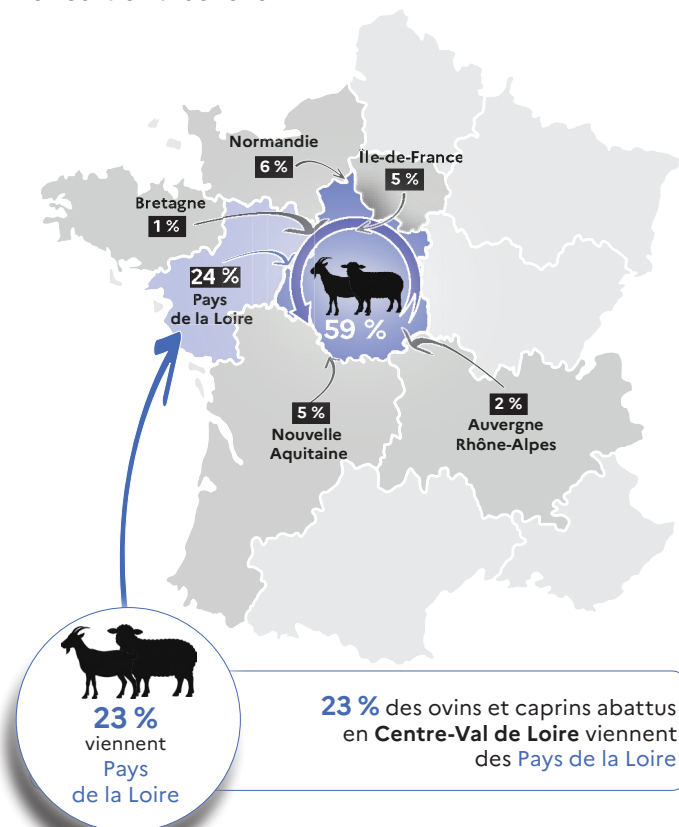 Normandie
6 %
Île-de-France
5 %
Bretagne
1 %
24 %
Pays
de la Loire
59 %
5 %
Nouvelle
Aquitaine
2 %
Auvergne
Rhône-Alpes
23 %
viennent
Pays
de la Loire
23 % des ovins et caprins abattus
en Centre-Val de Loire viennent
des Pays de la Loire